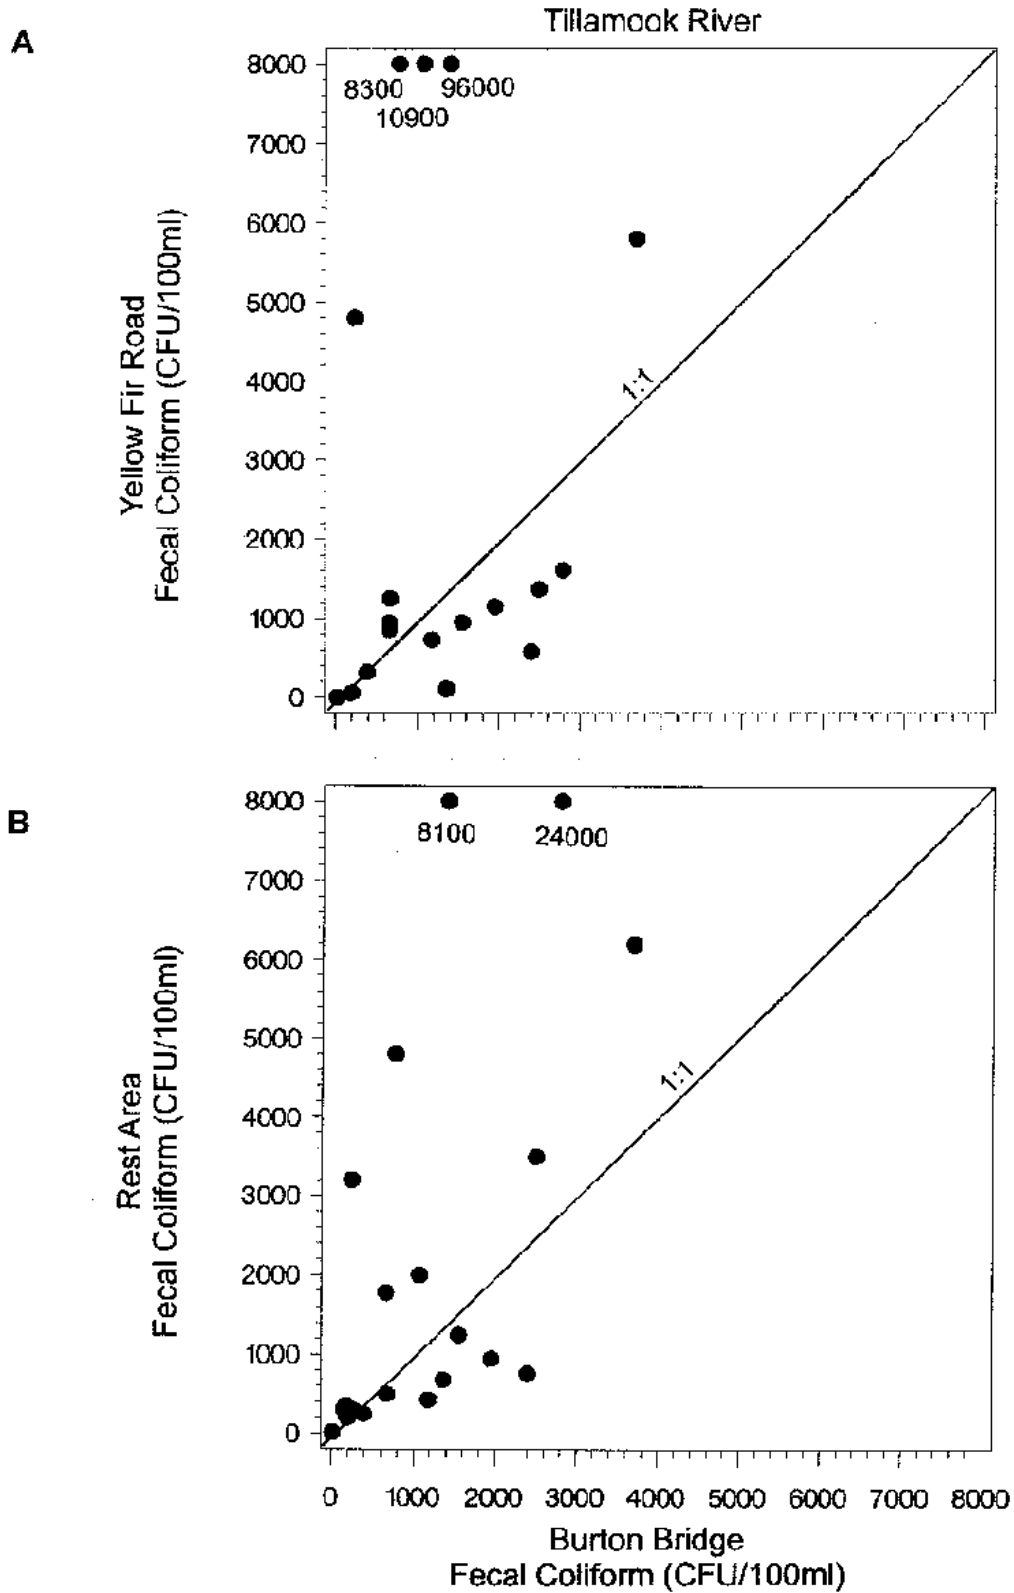 Tillamook River
A
8000
8300
96000
10900
7000
6000
5000
4000
3000
2000
1000
0
Yellow Fir Road
Fecal Coliform (CFU/100ml)
1:1
B
8000
8100
24000
7000
6000
5000
4000
3000
2000
1000
0
Rest Area
Fecal Coliform (CFU/100ml)
1:1
0 1000 2000 3000 4000 5000 6000 7000 8000
Burton Bridge
Fecal Coliform (CFU/100ml)